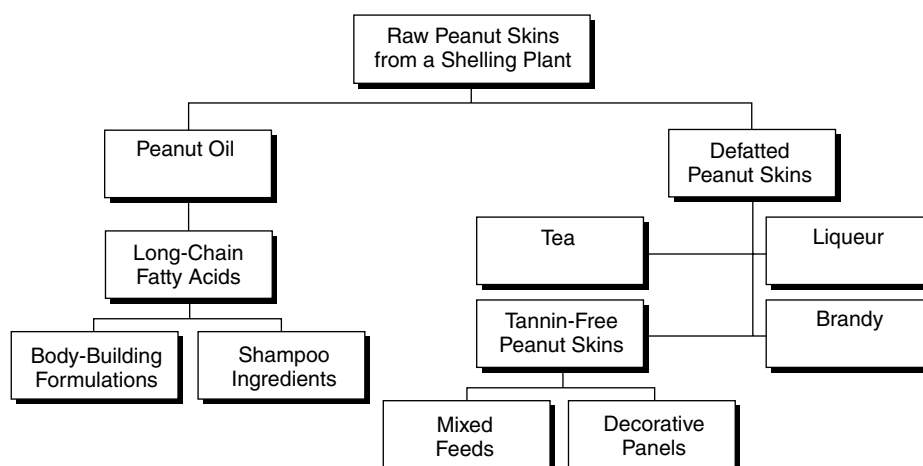 Raw Peanut Skins
from a Shelling Plant
Peanut Oil
Defatted
Peanut Skins
Long-Chain
Fatty Acids
Tea
Liqueur
Body-Building
Formulations
Shampoo
Ingredients
Tannin-Free
Peanut Skins
Brandy
Mixed
Feeds
Decorative
Panels